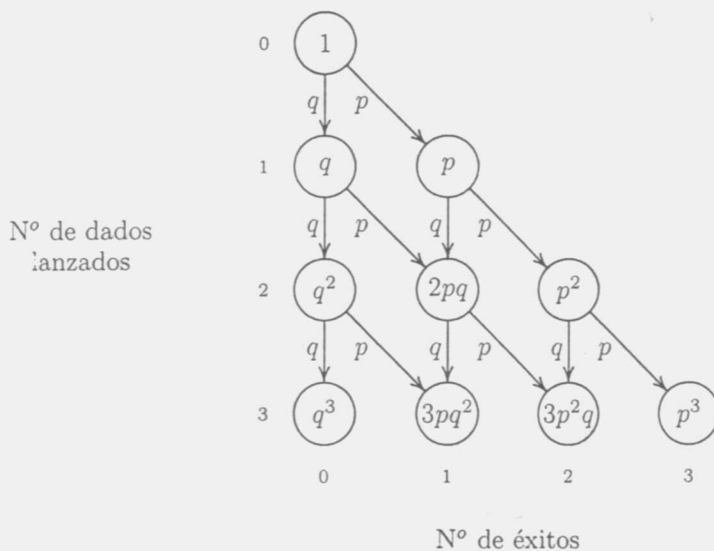 0 1
q p
1 q p
q p q p
Nº de dados
lanzados
2 q² 2pq p²
q p q p q p
3 q³ 3pq² 3p²q p³
0 1 2 3
Nº de éxitos